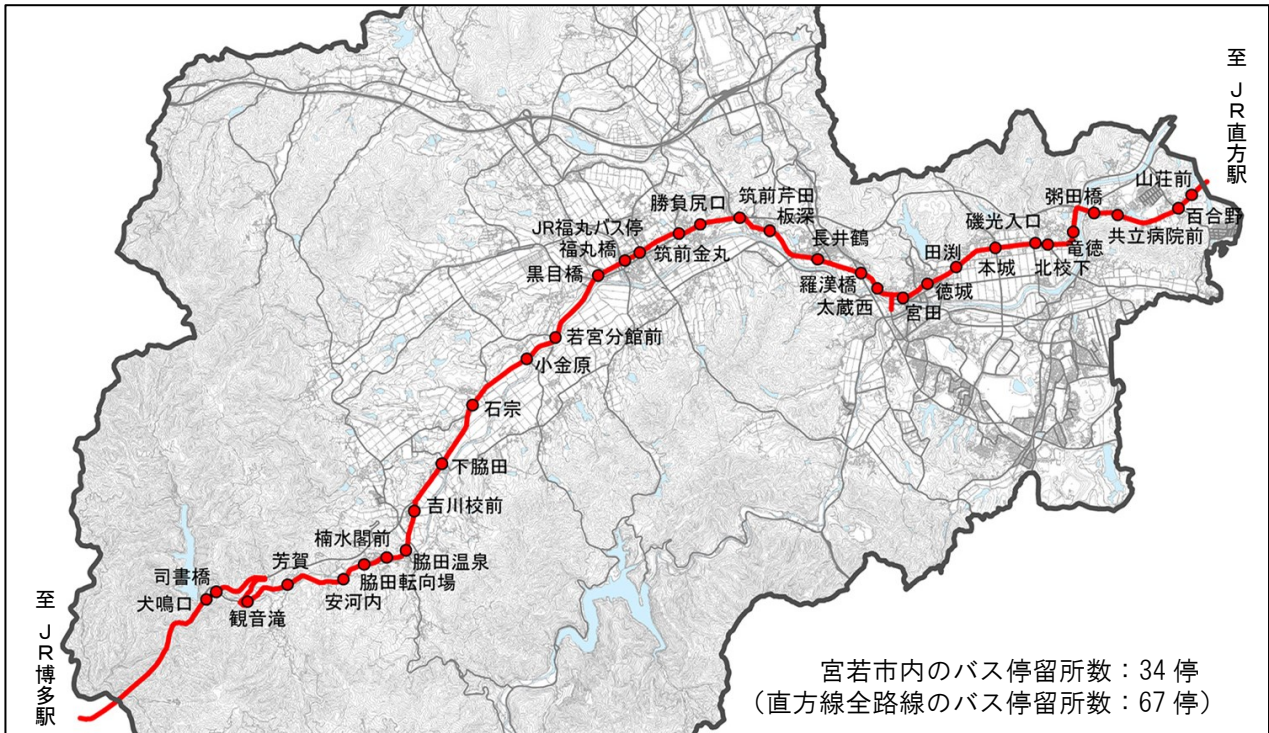 至 JR直方駅
山荘前
百合野
共立病院前
粥田橋
竜徳
北校下
磯光入口
本城
田渕
徳城
宮田
太蔵西
羅漢橋
長井鶴
板深
筑前芹田
勝負尻口
筑前金丸
JR福丸バス停
福丸橋
黒目橋
若宮分館前
小金原
石宗
下脇田
吉川校前
脇田温泉
楠水閣前
脇田転向場
安河内
芳賀
観音滝
司書橋
犬鳴口
至 JR博多駅
宮若市内のバス停留所数:34 停
(直方線全路線のバス停留所数:67 停)